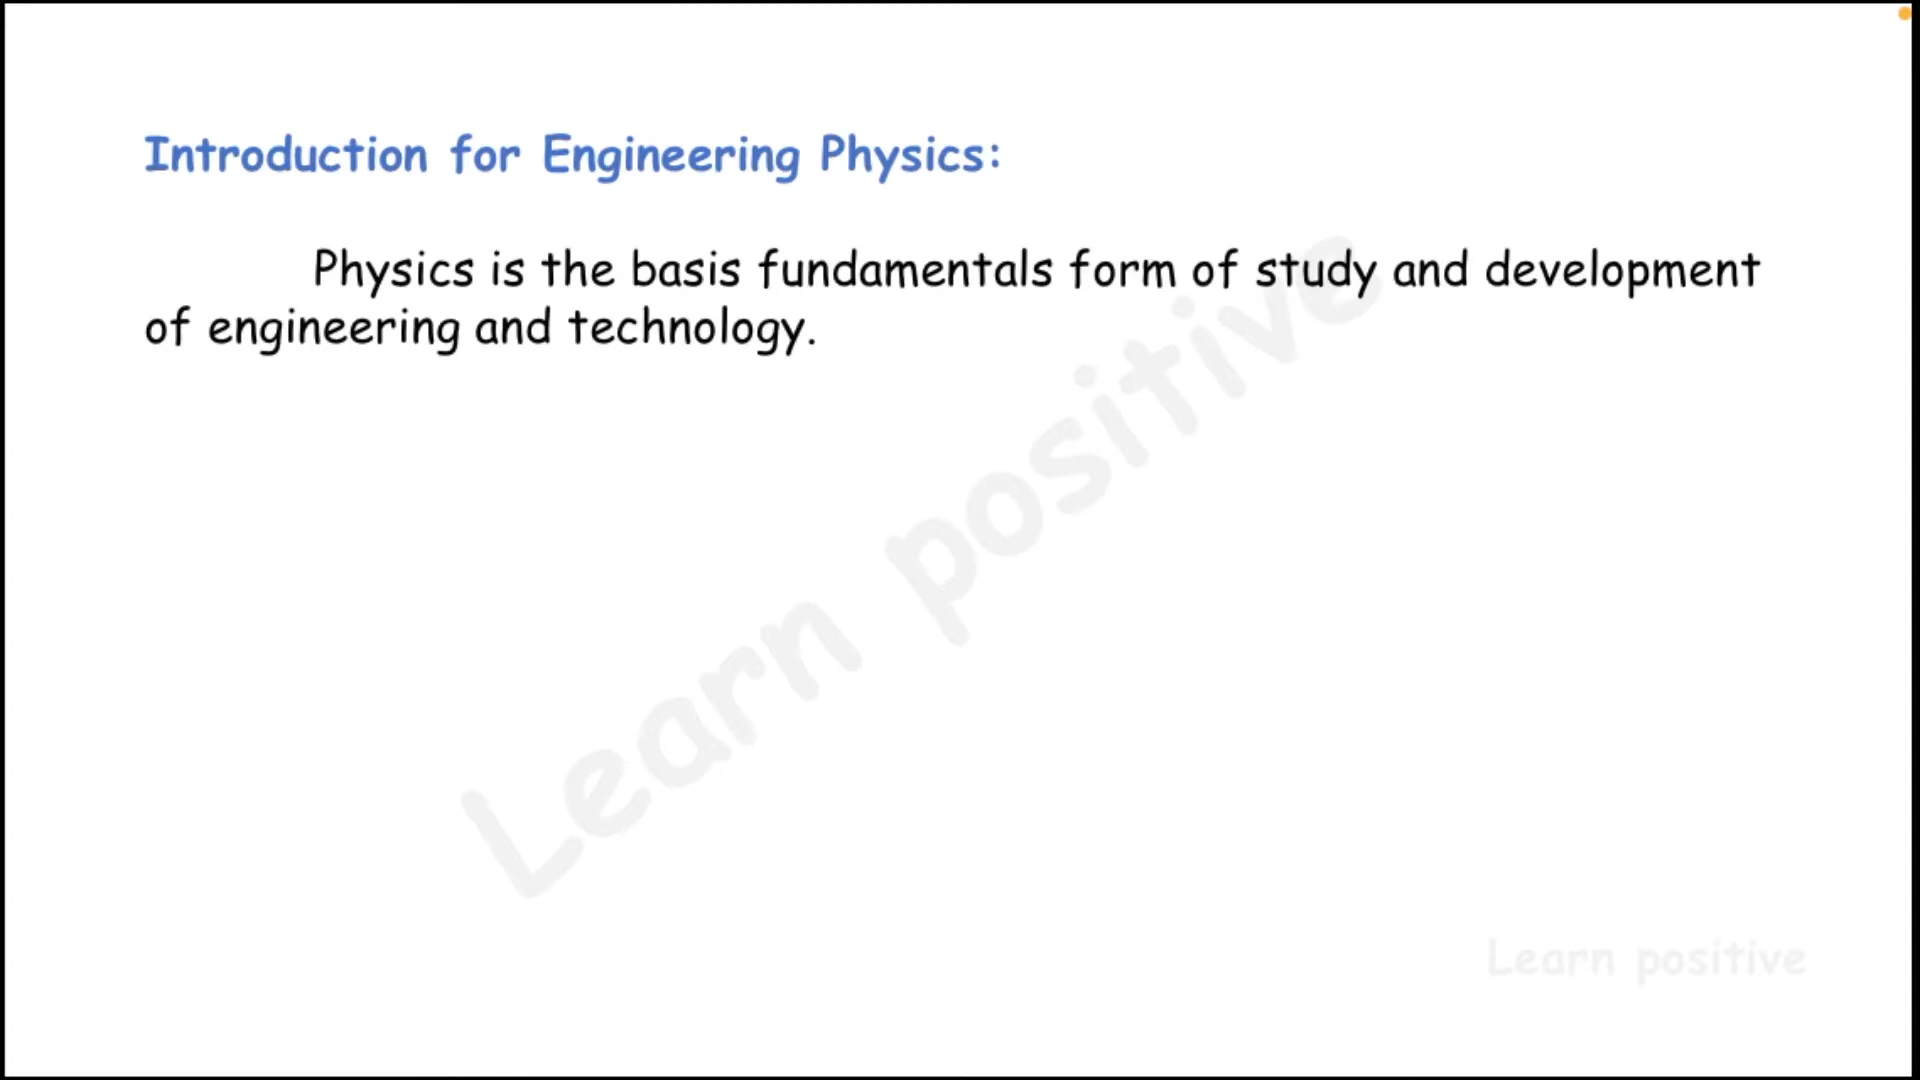 Introduction for Engineering Physics:
Physics is the basis fundamentals form of study and development
of engineering and technology.
Learn positive
Learn positive